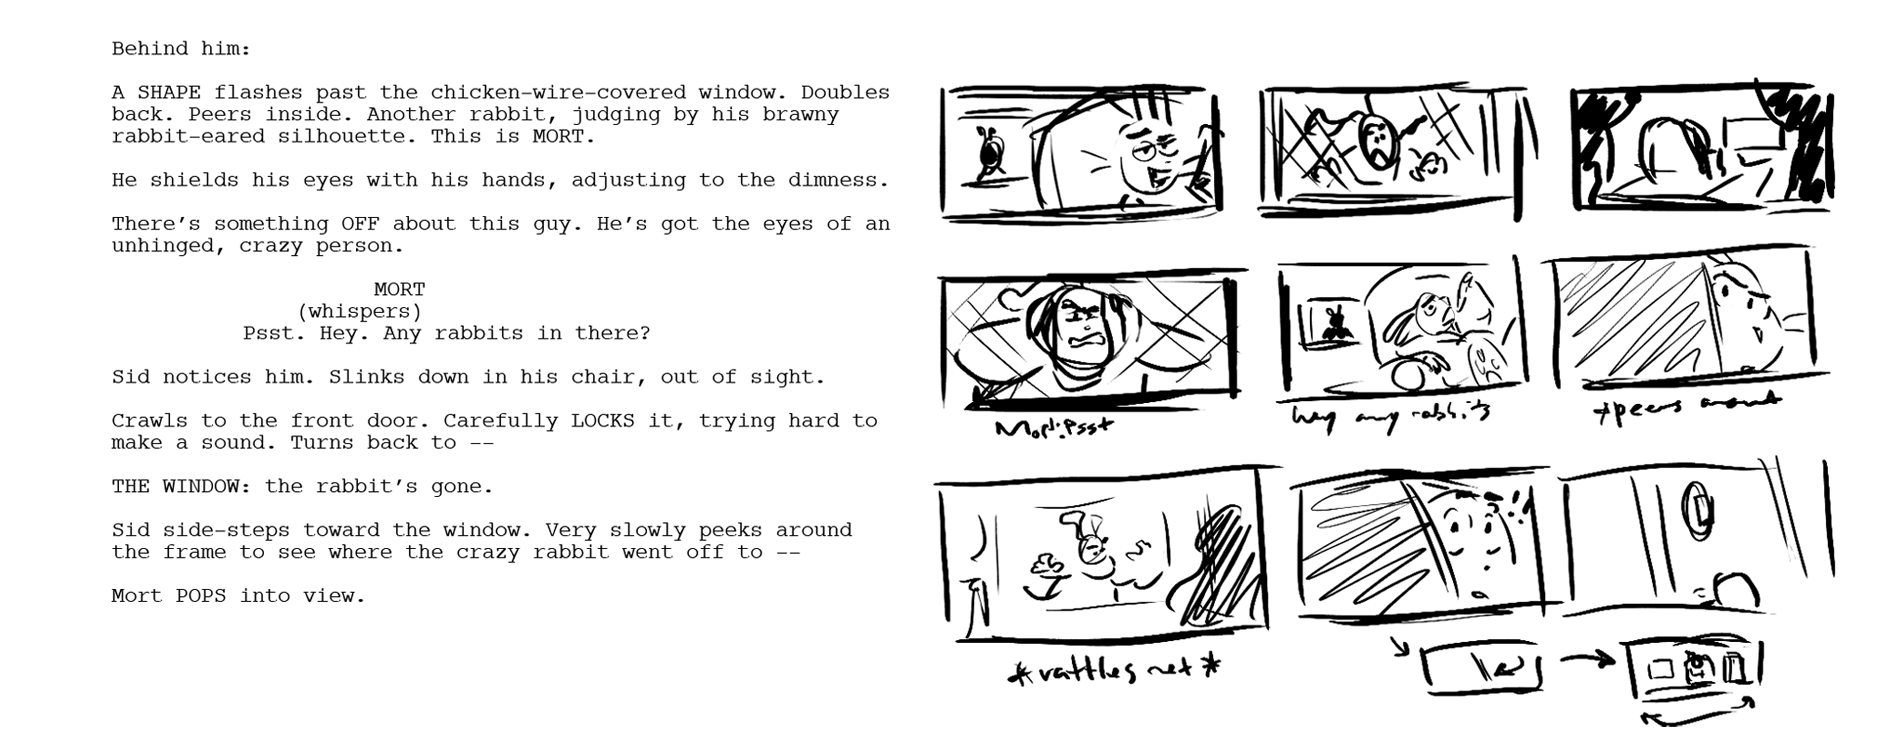 Behind him:
A SHAPE flashes past the chicken-wire-covered window. Doubles
back. Peers inside. Another rabbit, judging by his brawny
rabbit-eared silhouette. This is MORT.
He shields his eyes with his hands, adjusting to the dimness.
There's something OFF about this guy. He's got the eyes of an
unhinged, crazy person.
MORT
(whispers)
Psst. Hey. Any rabbits in there?
Sid notices him. Slinks down in his chair, out of sight.
Crawls to the front door. Carefully LOCKS it, trying hard to
make a sound. Turns back to --
THE WINDOW: the rabbit's gone.
Sid side-steps toward the window. Very slowly peeks around
the frame to see where the crazy rabbit went off to --
Mort POPS into view.
Mort: Psst
hey any rabbits
*peers around
*rattles net*